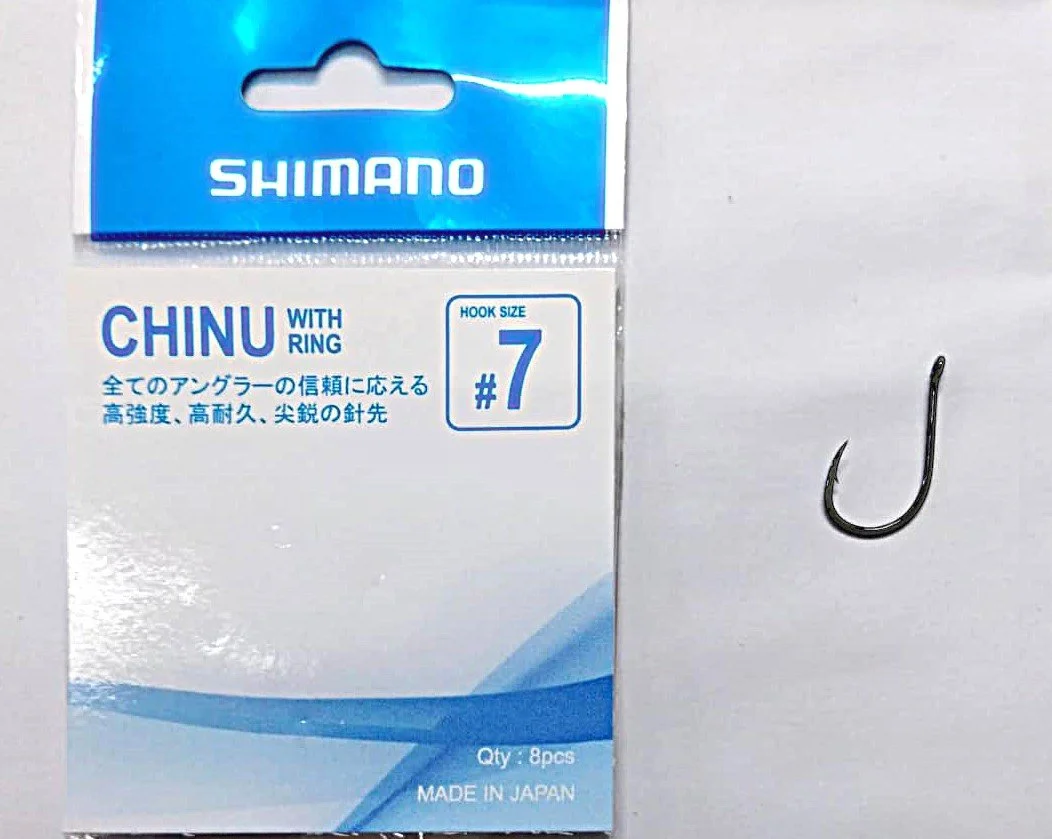 SHIMANO
CHINU WITH RING
HOOK SIZE
#7
全てのアングラーの信頼に応える
高強度、高耐久、尖鋭の針先
Qty : 8pcs
MADE IN JAPAN